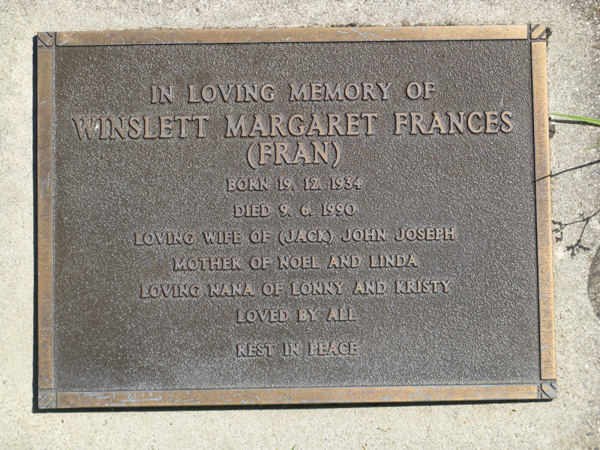 IN LOVING MEMORY OF
WINSLETT MARGARET FRANCES
(FRAN)
BORN 19. 12. 1934
DIED 9. 6. 1990
LOVING WIFE OF (JACK) JOHN JOSEPH
MOTHER OF NOEL AND LINDA
LOVING NANA OF LONNY AND KRISTY
LOVED BY ALL
REST IN PEACE